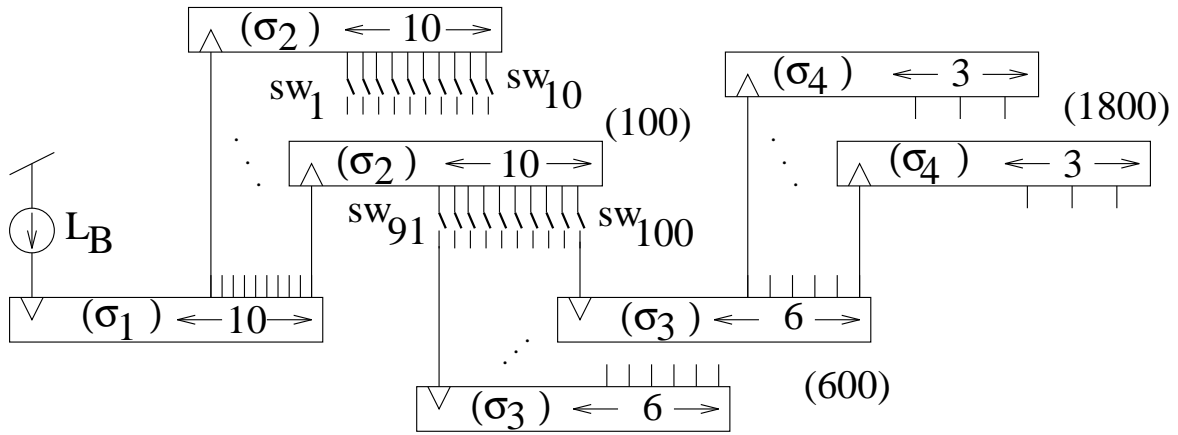 (σ2) 10
sw1
sw10
(σ4) 3
(1800)
(100)
(σ2) 10
(σ4) 3
sw91
sw100
LB
(σ1) 10
(σ3) 6
(σ3) 6
(600)